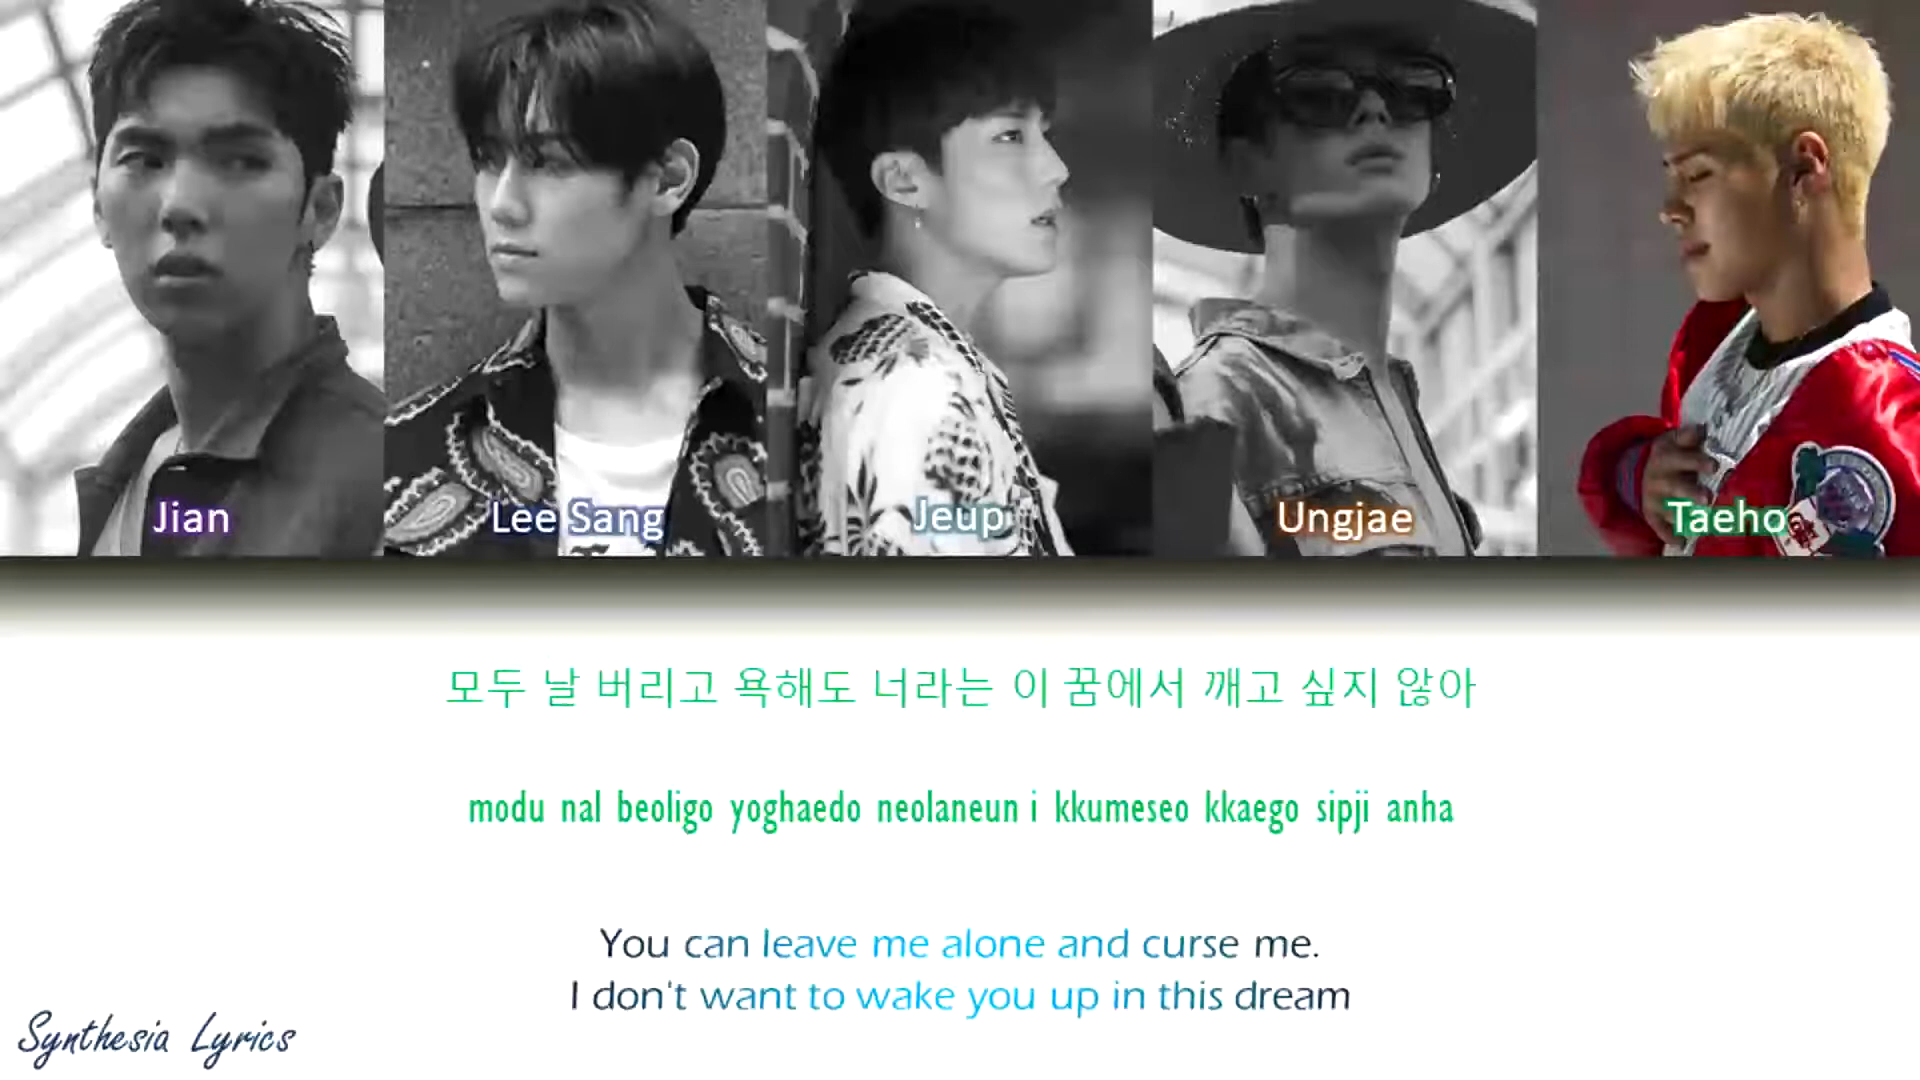 Jian
Lee Sang
Jeup
Ungjae
Taeho
모두 날 버리고 욕해도 너라는 이 꿈에서 깨고 싶지 않아
modu nal beoligo yoghaedo neolaneun i kkumeseo kkaego sipji anha
You can leave me alone and curse me.
I don't want to wake you up in this dream
Synthesia Lyrics